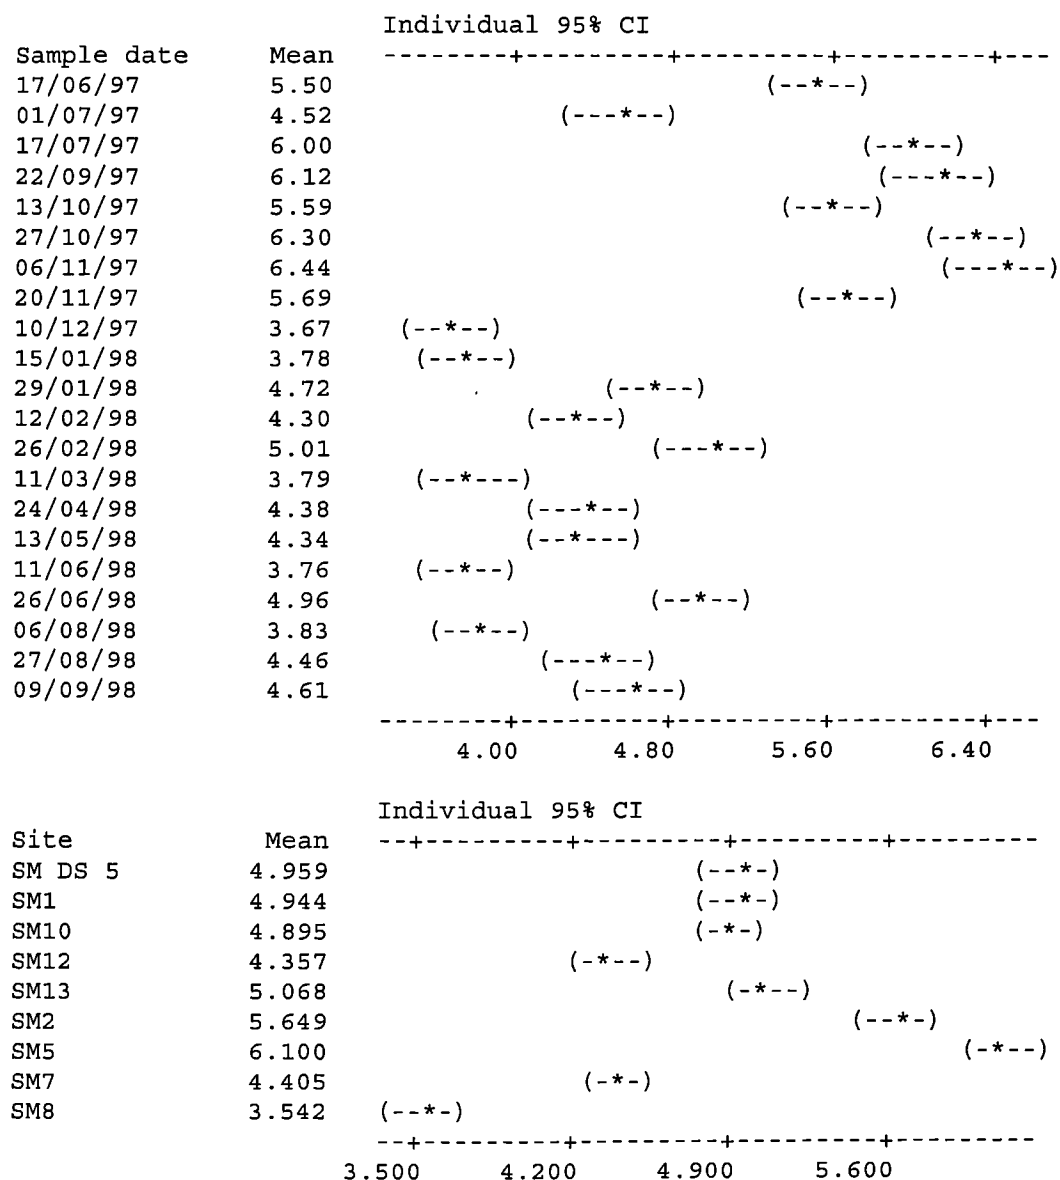 Individual 95% CI
Sample date Mean --------+---------+---------+---------+---
17/06/97 5.50 (--*--)
01/07/97 4.52 (---*--)
17/07/97 6.00 (--*--)
22/09/97 6.12 (---*--)
13/10/97 5.59 (--*--)
27/10/97 6.30 (--*--)
06/11/97 6.44 (---*--)
20/11/97 5.69 (--*--)
10/12/97 3.67 (--*--)
15/01/98 3.78 (--*--)
29/01/98 4.72 (--*--)
12/02/98 4.30 (--*--)
26/02/98 5.01 (---*--)
11/03/98 3.79 (--*---)
24/04/98 4.38 (---*--)
13/05/98 4.34 (--*---)
11/06/98 3.76 (--*--)
26/06/98 4.96 (--*--)
06/08/98 3.83 (--*--)
27/08/98 4.46 (---*--)
09/09/98 4.61 (---*--)
--------+---------+---------+---------+---
4.00 4.80 5.60 6.40
Individual 95% CI
Site Mean --+---------+---------+---------+---------
SM DS 5 4.959 (--*-)
SM1 4.944 (--*-)
SM10 4.895 (-*-)
SM12 4.357 (-*--)
SM13 5.068 (-*--)
SM2 5.649 (--*-)
SM5 6.100 (-*--)
SM7 4.405 (-*-)
SM8 3.542 (--*-)
--+---------+---------+---------+---------
3.500 4.200 4.900 5.600